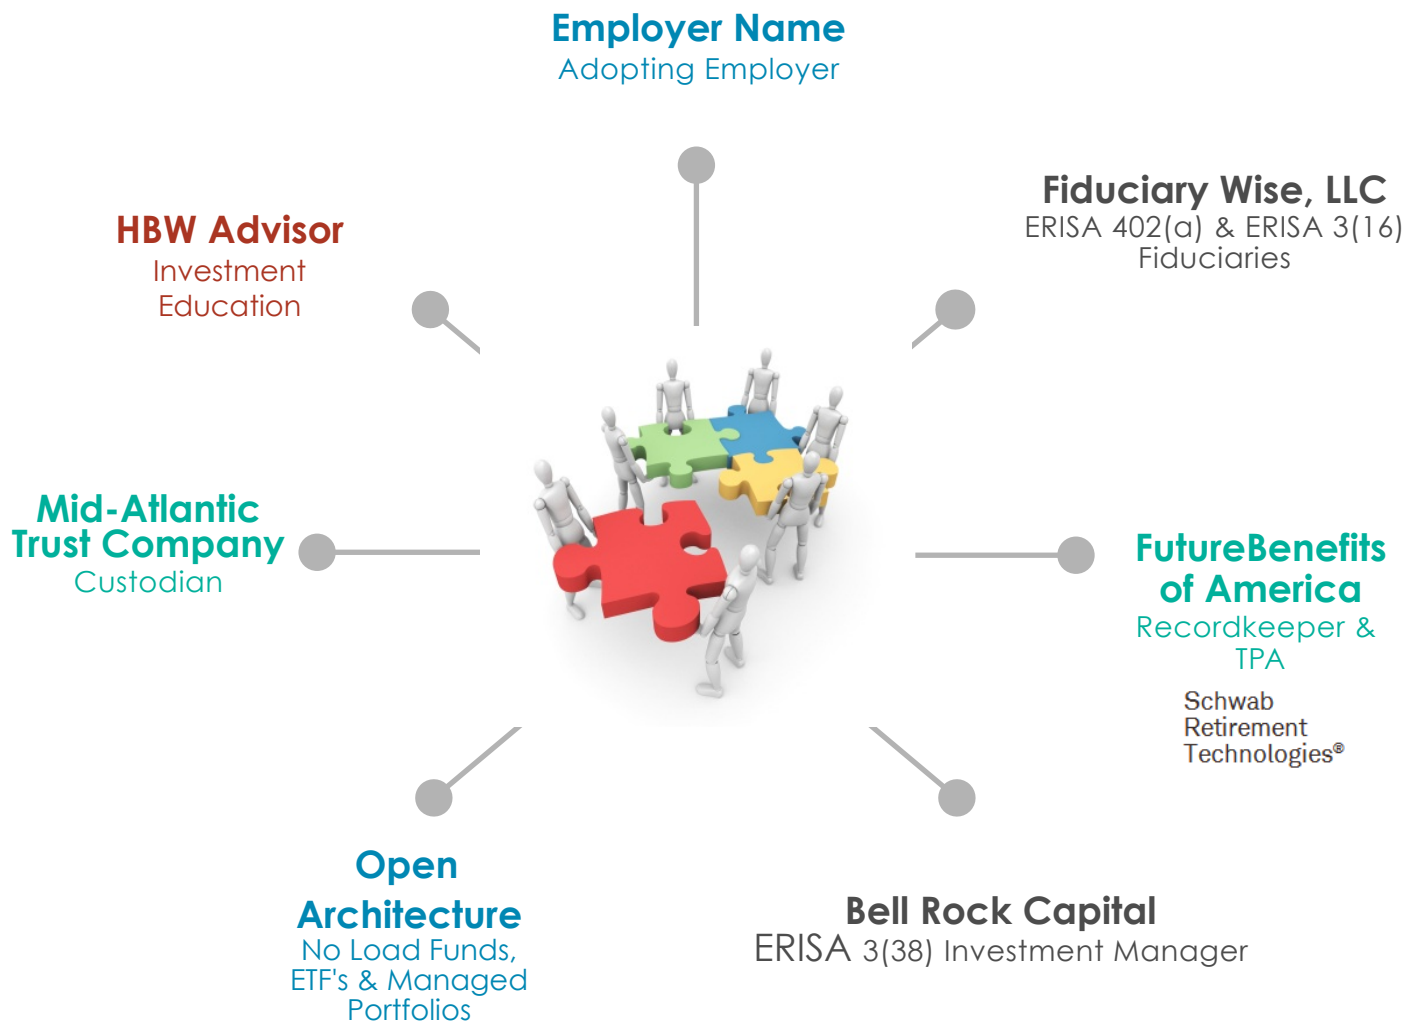 Employer Name
Adopting Employer
Fiduciary Wise, LLC
ERISA 402(a) & ERISA 3(16)
Fiduciaries
HBW Advisor
Investment
Education
Mid-Atlantic
Trust Company
Custodian
FutureBenefits
of America
Recordkeeper &
TPA
Schwab
Retirement
Technologies®
Open
Architecture
No Load Funds,
ETF's & Managed
Portfolios
Bell Rock Capital
ERISA 3(38) Investment Manager